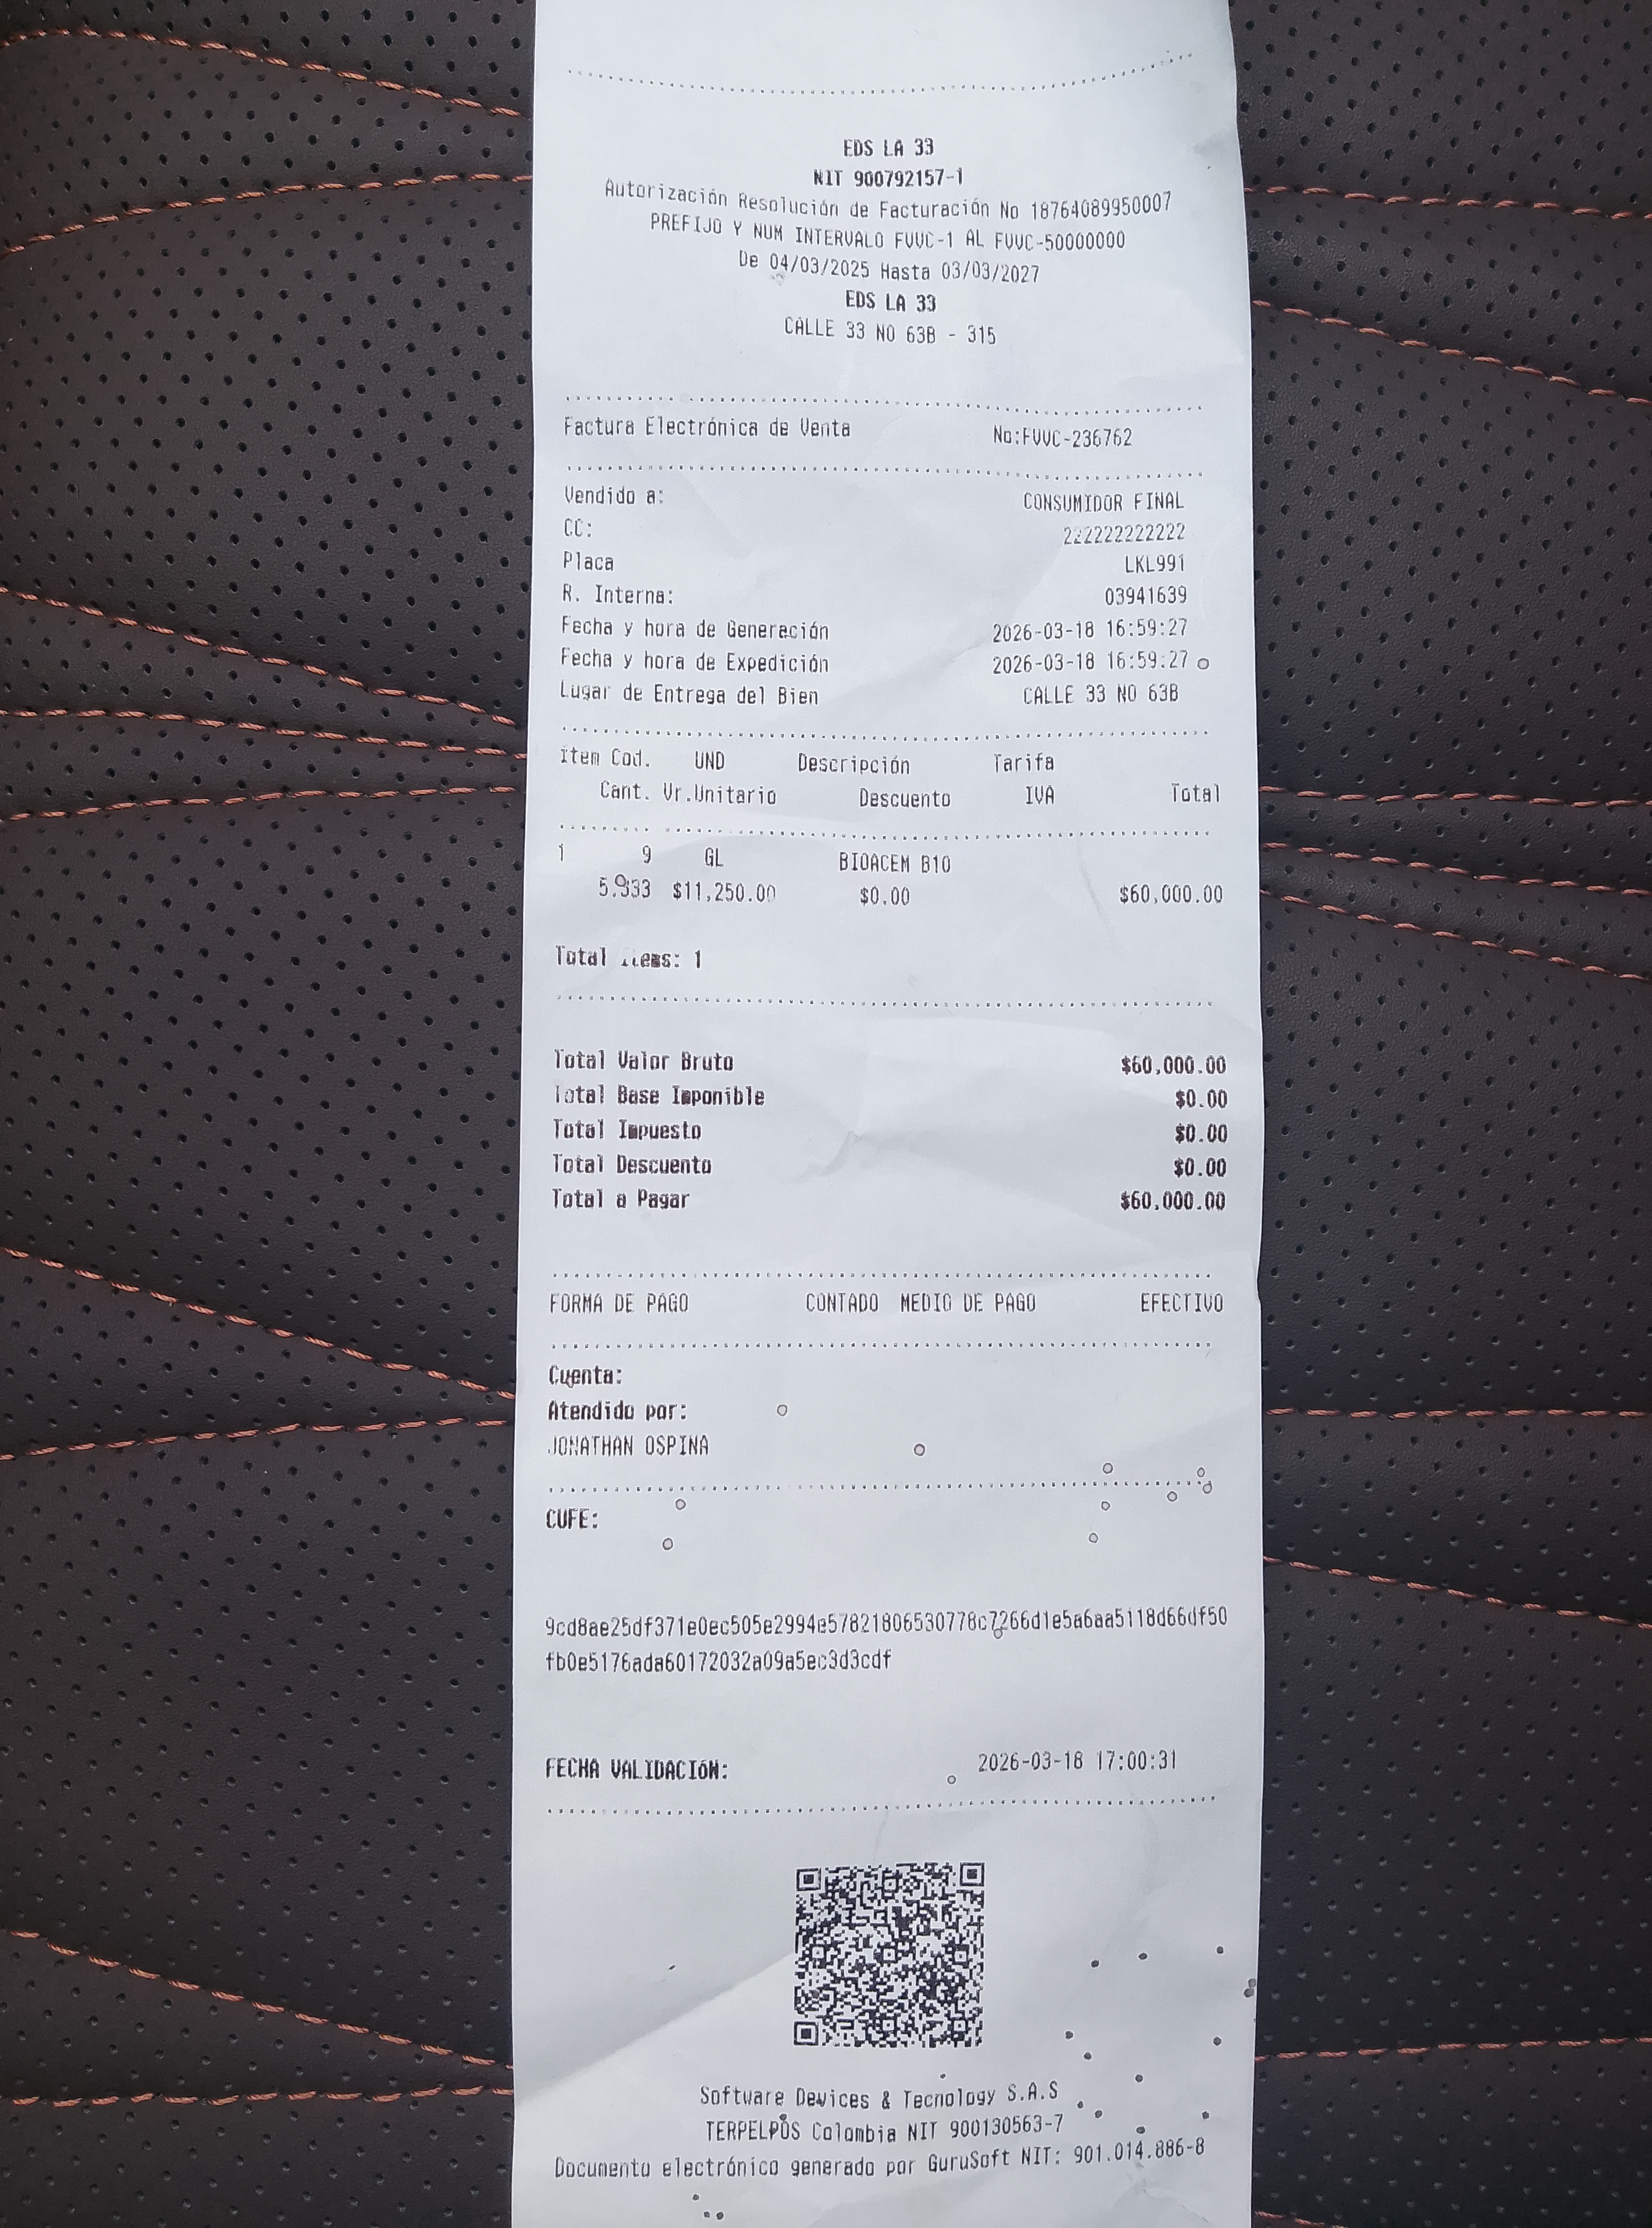 EDS LA 33
NIT 900792157-1
Autorización Resolución de Facturación No 18764089950007
PREFIJO Y NUM INTERVALO FVVC-1 AL FVVC-50000000
De 04/03/2025 Hasta 03/03/2027
EDS LA 33
CALLE 33 NO 63B - 315
Factura Electrónica de Venta No:FVVC-236762
Vendido a: CONSUMIDOR FINAL
CC: 222222222222
Placa LKL991
R. Interna: 03941639
Fecha y hora de Generación 2026-03-18 16:59:27
Fecha y hora de Expedición 2026-03-18 16:59:27
Lugar de Entrega del Bien CALLE 33 NO 63B
Item Cod. UND Descripción Tarifa
Cant. Vr.Unitario Descuento IVA Total
1 9 GL BIOACEM B10
5.333 $11,250.00 $0.00 $60,000.00
Total Items: 1
Total Valor Bruto $60,000.00
Total Base Imponible $0.00
Total Impuesto $0.00
Total Descuento $0.00
Total a Pagar $60,000.00
FORMA DE PAGO CONTADO MEDIO DE PAGO EFECTIVO
Cuenta:
Atendido por:
JONATHAN OSPINA
CUFE:
9cd8ae25df371e0ec505e2994e57821806530778c7266d1e5a6aa5118d66df50
fb0e5176ada60172032a09a5ec3d3cdf
FECHA VALIDACIÓN: 2026-03-18 17:00:31
Software Devices & Tecnology S.A.S
TERPELPOS Colombia NIT 900130563-7
Documento electrónico generado por GuruSoft NIT: 901.014.886-8